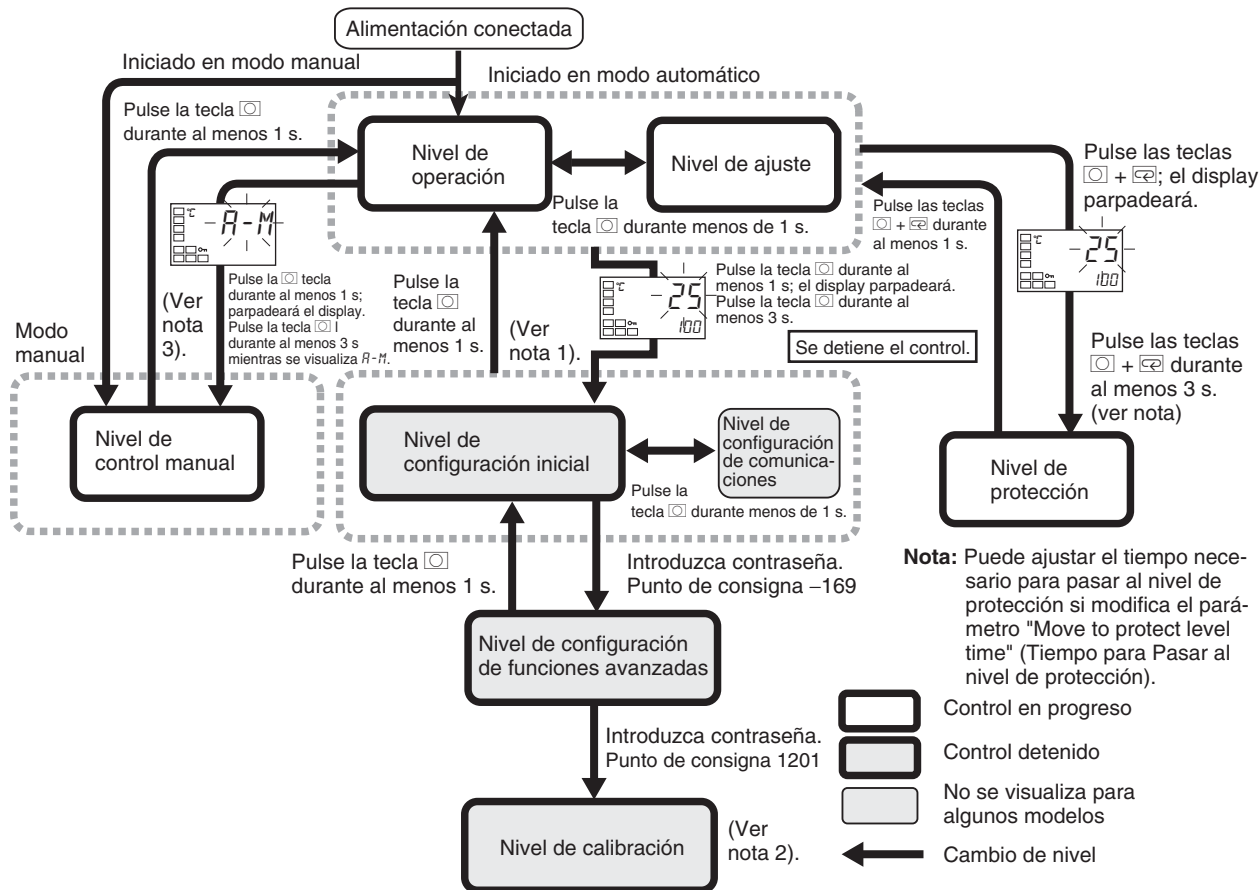 Alimentación conectada
Iniciado en modo manual
Iniciado en modo automático
Pulse la tecla
durante al menos 1 s.
Nivel de
operación
Nivel de ajuste
Pulse la
tecla durante menos de 1 s.
Pulse las teclas
+ ; el display
parpadeará.
Pulse las teclas
+ durante
al menos 1 s.
°C
A-M
Pulse la tecla
durante al menos 1 s;
parpadeará el display.
Pulse la tecla l
durante al menos 3 s
mientras se visualiza A-M.
(Ver
nota
3).
Pulse la
tecla
durante al
menos 1 s.
(Ver
nota 1).
°C
25
100
Pulse la tecla durante al
menos 1 s; el display parpadeará.
Pulse la tecla durante al
menos 3 s.
Se detiene el control.
°C
25
100
Pulse las teclas
+ durante
al menos 3 s.
(ver nota)
Modo
manual
Nivel de
control manual
Nivel de
configuración inicial
Nivel de
configuración
de comunica-
ciones
Pulse la
tecla durante menos de 1 s.
Nivel de
protección
Pulse la tecla
durante al menos 1 s.
Introduzca contraseña.
Punto de consigna –169
Nota: Puede ajustar el tiempo nece-
sario para pasar al nivel de
protección si modifica el pará-
metro "Move to protect level
time" (Tiempo para Pasar al
nivel de protección).
Nivel de configuración
de funciones avanzadas
Introduzca contraseña.
Punto de consigna 1201
Nivel de calibración
(Ver
nota 2).
Control en progreso
Control detenido
No se visualiza para
algunos modelos
Cambio de nivel